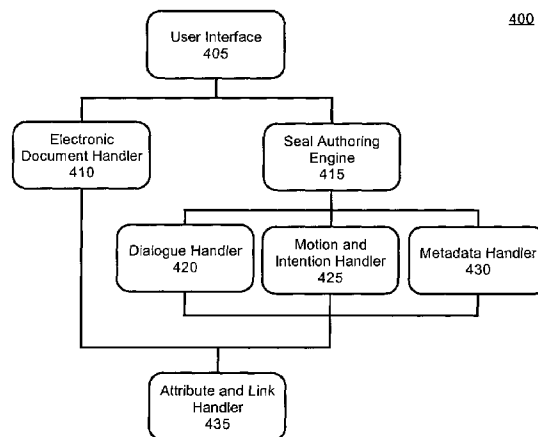 400
User Interface
405
Electronic
Document Handler
410
Seal Authoring
Engine
415
Dialogue Handler
420
Motion and
Intention Handler
425
Metadata Handler
430
Attribute and Link
Handler
435